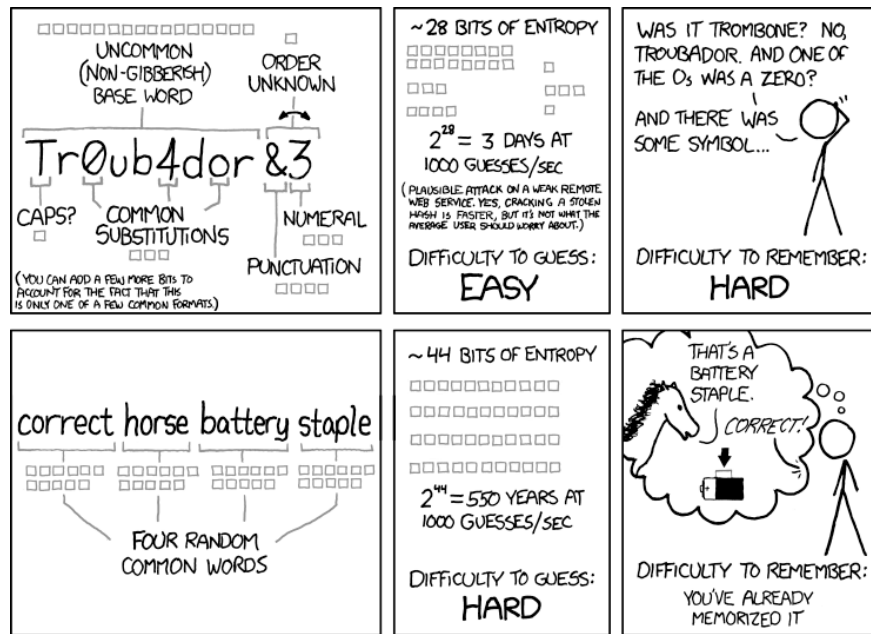 UNCOMMON
(NON-GIBBERISH)
BASE WORD
ORDER
UNKNOWN
Tr0ub4dor &3
CAPS?
COMMON
SUBSTITUTIONS
NUMERAL
PUNCTUATION
(YOU CAN ADD A FEW MORE BITS TO
ACCOUNT FOR THE FACT THAT THIS
IS ONLY ONE OF A FEW COMMON FORMATS.)
~28 BITS OF ENTROPY
2^28 = 3 DAYS AT
1000 GUESSES/SEC
(PLAUSIBLE ATTACK ON A WEAK REMOTE
WEB SERVICE. YES, CRACKING A STOLEN
HASH IS FASTER, BUT IT'S NOT WHAT THE
AVERAGE USER SHOULD WORRY ABOUT.)
DIFFICULTY TO GUESS:
EASY
WAS IT TROMBONE? NO,
TROUBADOR. AND ONE OF
THE Os WAS A ZERO?
AND THERE WAS
SOME SYMBOL...
DIFFICULTY TO REMEMBER:
HARD
correct horse battery staple
FOUR RANDOM
COMMON WORDS
~44 BITS OF ENTROPY
2^44 = 550 YEARS AT
1000 GUESSES/SEC
DIFFICULTY TO GUESS:
HARD
THAT'S A
BATTERY
STAPLE.
CORRECT!
DIFFICULTY TO REMEMBER:
YOU'VE ALREADY
MEMORIZED IT